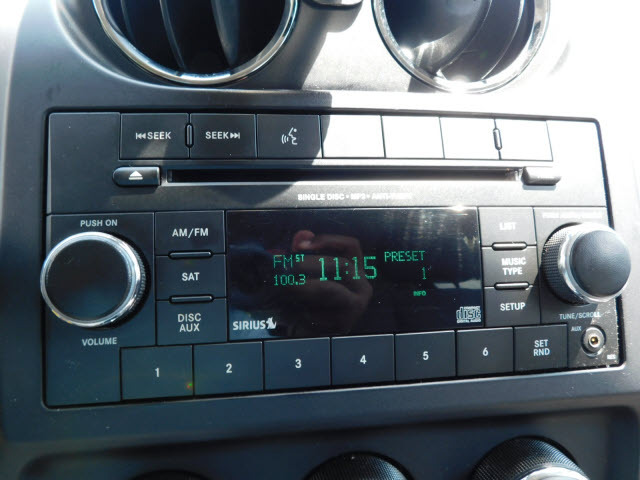 SEEK SEEK
SINGLE DISC • MP3 •
PUSH ON
AM/FM
SAT
DISC AUX
VOLUME
FM ST 11:15 PRESET
100.3 1
INFO
SIRIUS
disc
LIST
MUSIC TYPE
SETUP
TUNE/SCROLL
AUX
1 2 3 4 5 6 SET RND